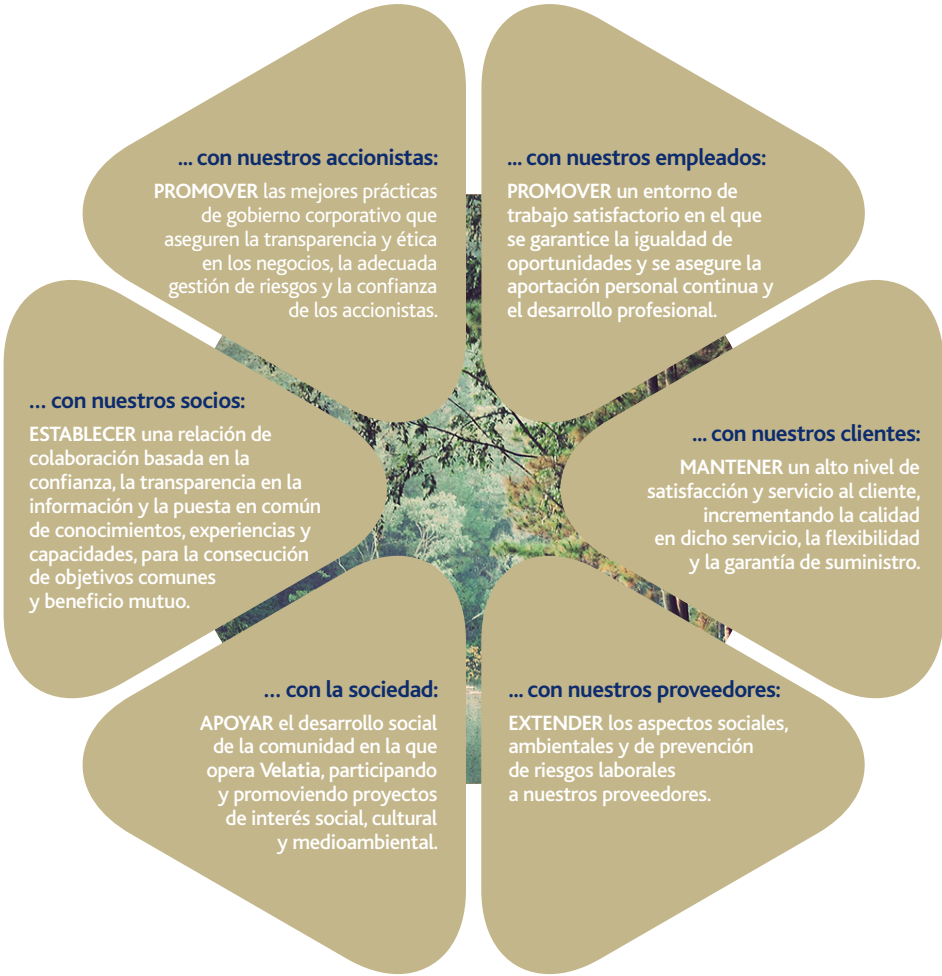 ... con nuestros accionistas:
PROMOVER las mejores prácticas
de gobierno corporativo que
aseguren la transparencia y ética
en los negocios, la adecuada
gestión de riesgos y la confianza
de los accionistas.
... con nuestros empleados:
PROMOVER un entorno de
trabajo satisfactorio en el que
se garantice la igualdad de
oportunidades y se asegure la
aportación personal continua y
el desarrollo profesional.
... con nuestros socios:
ESTABLECER una relación de
colaboración basada en la
confianza, la transparencia en la
información y la puesta en común
de conocimientos, experiencias y
capacidades, para la consecución
de objetivos comunes
y beneficio mutuo.
... con nuestros clientes:
MANTENER un alto nivel de
satisfacción y servicio al cliente,
incrementando la calidad
en dicho servicio, la flexibilidad
y la garantía de suministro.
... con la sociedad:
APOYAR el desarrollo social
de la comunidad en la que
opera Velatia, participando
y promoviendo proyectos
de interés social, cultural
y medioambiental.
... con nuestros proveedores:
EXTENDER los aspectos sociales,
ambientales y de prevención
de riesgos laborales
a nuestros proveedores.